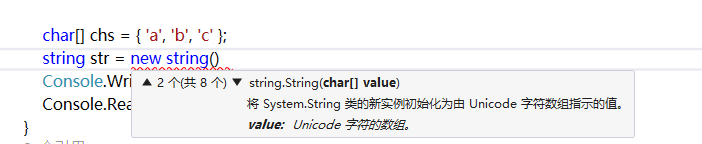 char[] chs = { 'a', 'b', 'c' };
string str = new string()
Console.Wri
▲ 2 个(共 8 个) ▼ string.String(char[] value)
Console.Rea
将 System.String 类的新实例初始化为由 Unicode 字符数组指示的值。
value: Unicode 字符的数组。
}